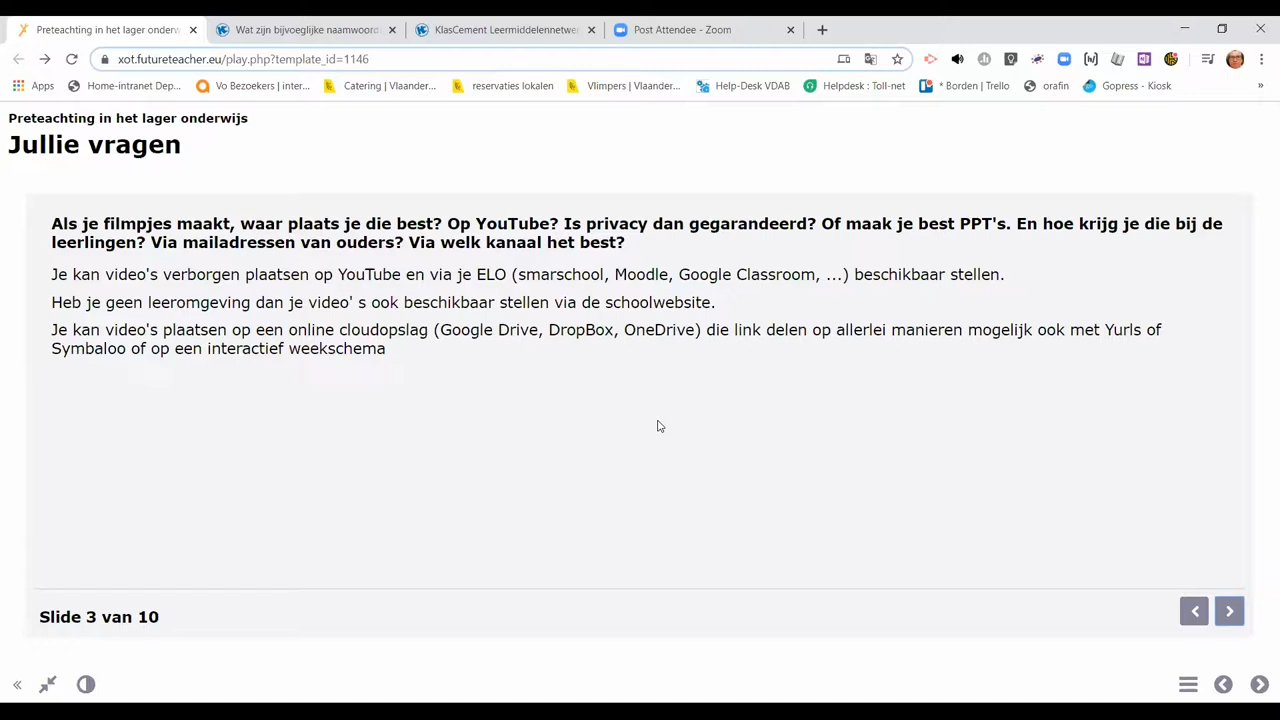 Preteachting in het lager onderw
Wat zijn bijvoeglijke naamwoord
KlasCement Leermiddelennetwe
Post Attendee - Zoom
xot.futureteacher.eu/play.php?template_id=1146
Apps
Home-intranet Dep...
Vo Bezoekers | inter...
Catering | Vlaander...
reservaties lokalen
Vlimpers | Vlaander...
Help-Desk VDAB
Helpdesk : Toll-net
* Borden | Trello
orafin
Gopress - Kiosk
»
Preteachting in het lager onderwijs
Jullie vragen
Als je filmpjes maakt, waar plaats je die best? Op YouTube? Is privacy dan gegarandeerd? Of maak je best PPT's. En hoe krijg je die bij de
leerlingen? Via mailadressen van ouders? Via welk kanaal het best?
Je kan video's verborgen plaatsen op YouTube en via je ELO (smarschool, Moodle, Google Classroom, ...) beschikbaar stellen.
Heb je geen leeromgeving dan je video' s ook beschikbaar stellen via de schoolwebsite.
Je kan video's plaatsen op een online cloudopslag (Google Drive, DropBox, OneDrive) die link delen op allerlei manieren mogelijk ook met Yurls of
Symbaloo of op een interactief weekschema
Slide 3 van 10